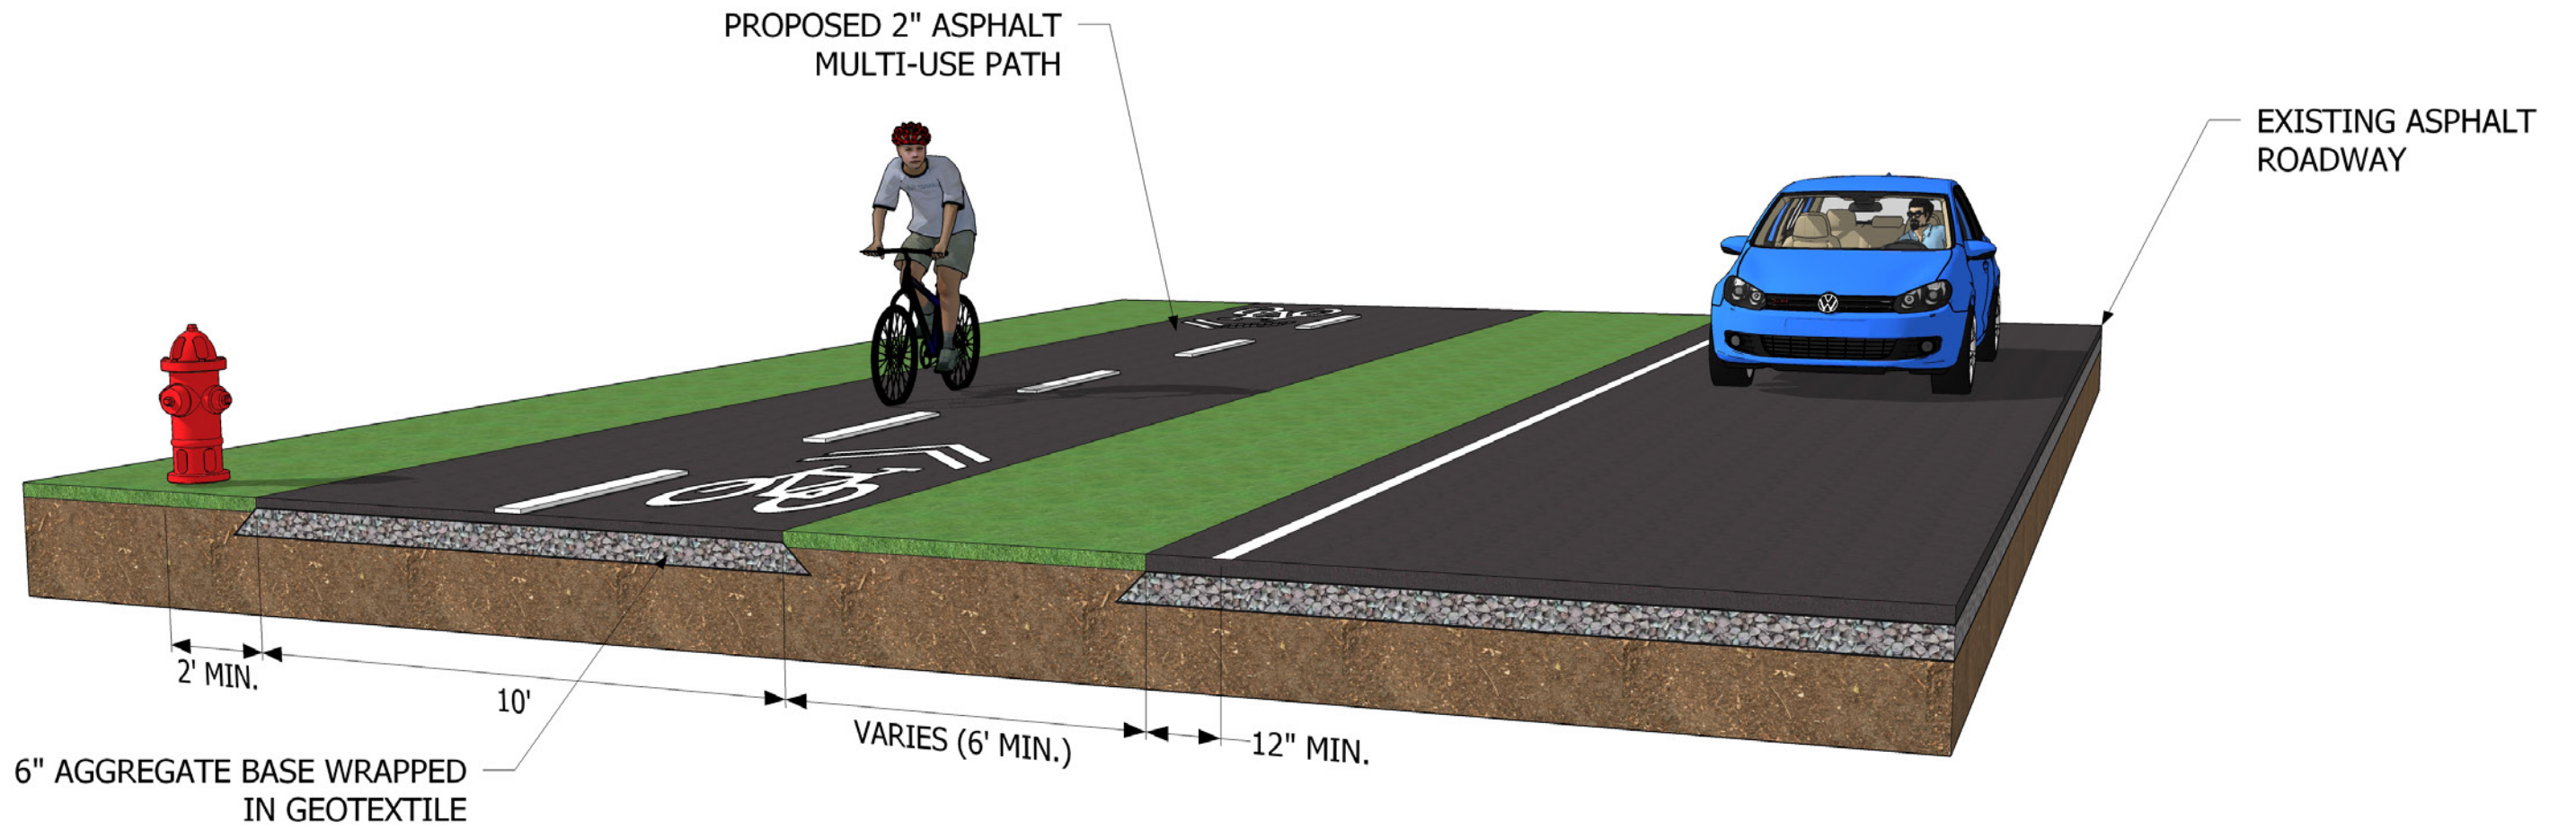 PROPOSED 2" ASPHALT
MULTI-USE PATH
EXISTING ASPHALT
ROADWAY
2' MIN.
10'
VARIES (6' MIN.)
12" MIN.
6" AGGREGATE BASE WRAPPED
IN GEOTEXTILE